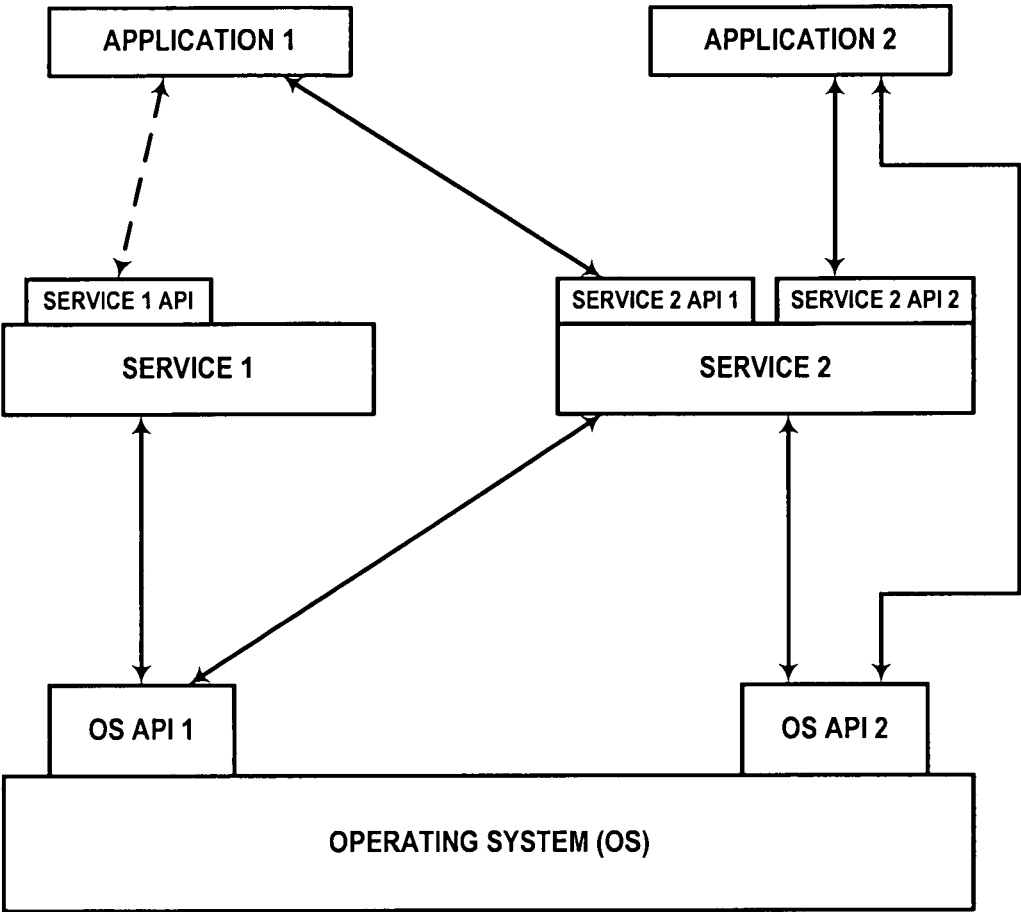 APPLICATION 1
APPLICATION 2
SERVICE 1 API
SERVICE 2 API 1
SERVICE 2 API 2
SERVICE 1
SERVICE 2
OS API 1
OS API 2
OPERATING SYSTEM (OS)